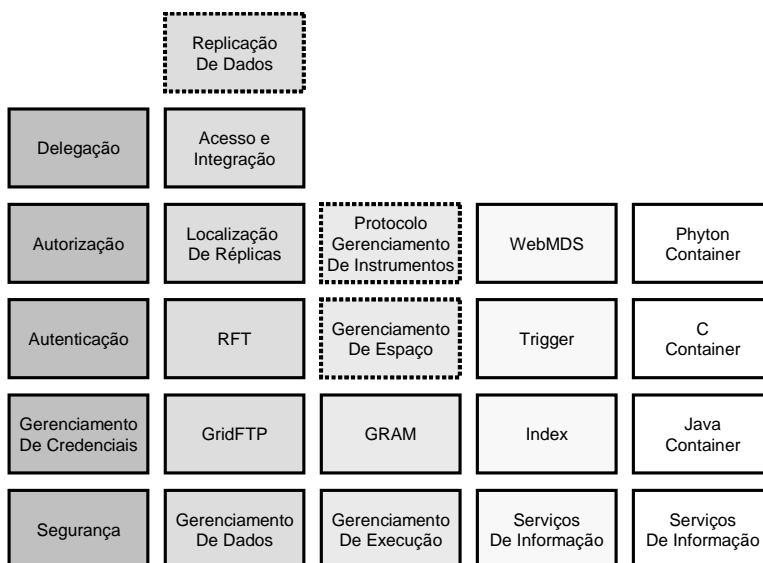 Replicação
De Dados
Delegação
Acesso e
Integração
Autorização
Localização
De Réplicas
Protocolo
Gerenciamento
De Instrumentos
WebMDS
Phyton
Container
Autenticação
RFT
Gerenciamento
De Espaço
Trigger
C
Container
Gerenciamento
De Credenciais
GridFTP
GRAM
Index
Java
Container
Segurança
Gerenciamento
De Dados
Gerenciamento
De Execução
Serviços
De Informação
Serviços
De Informação